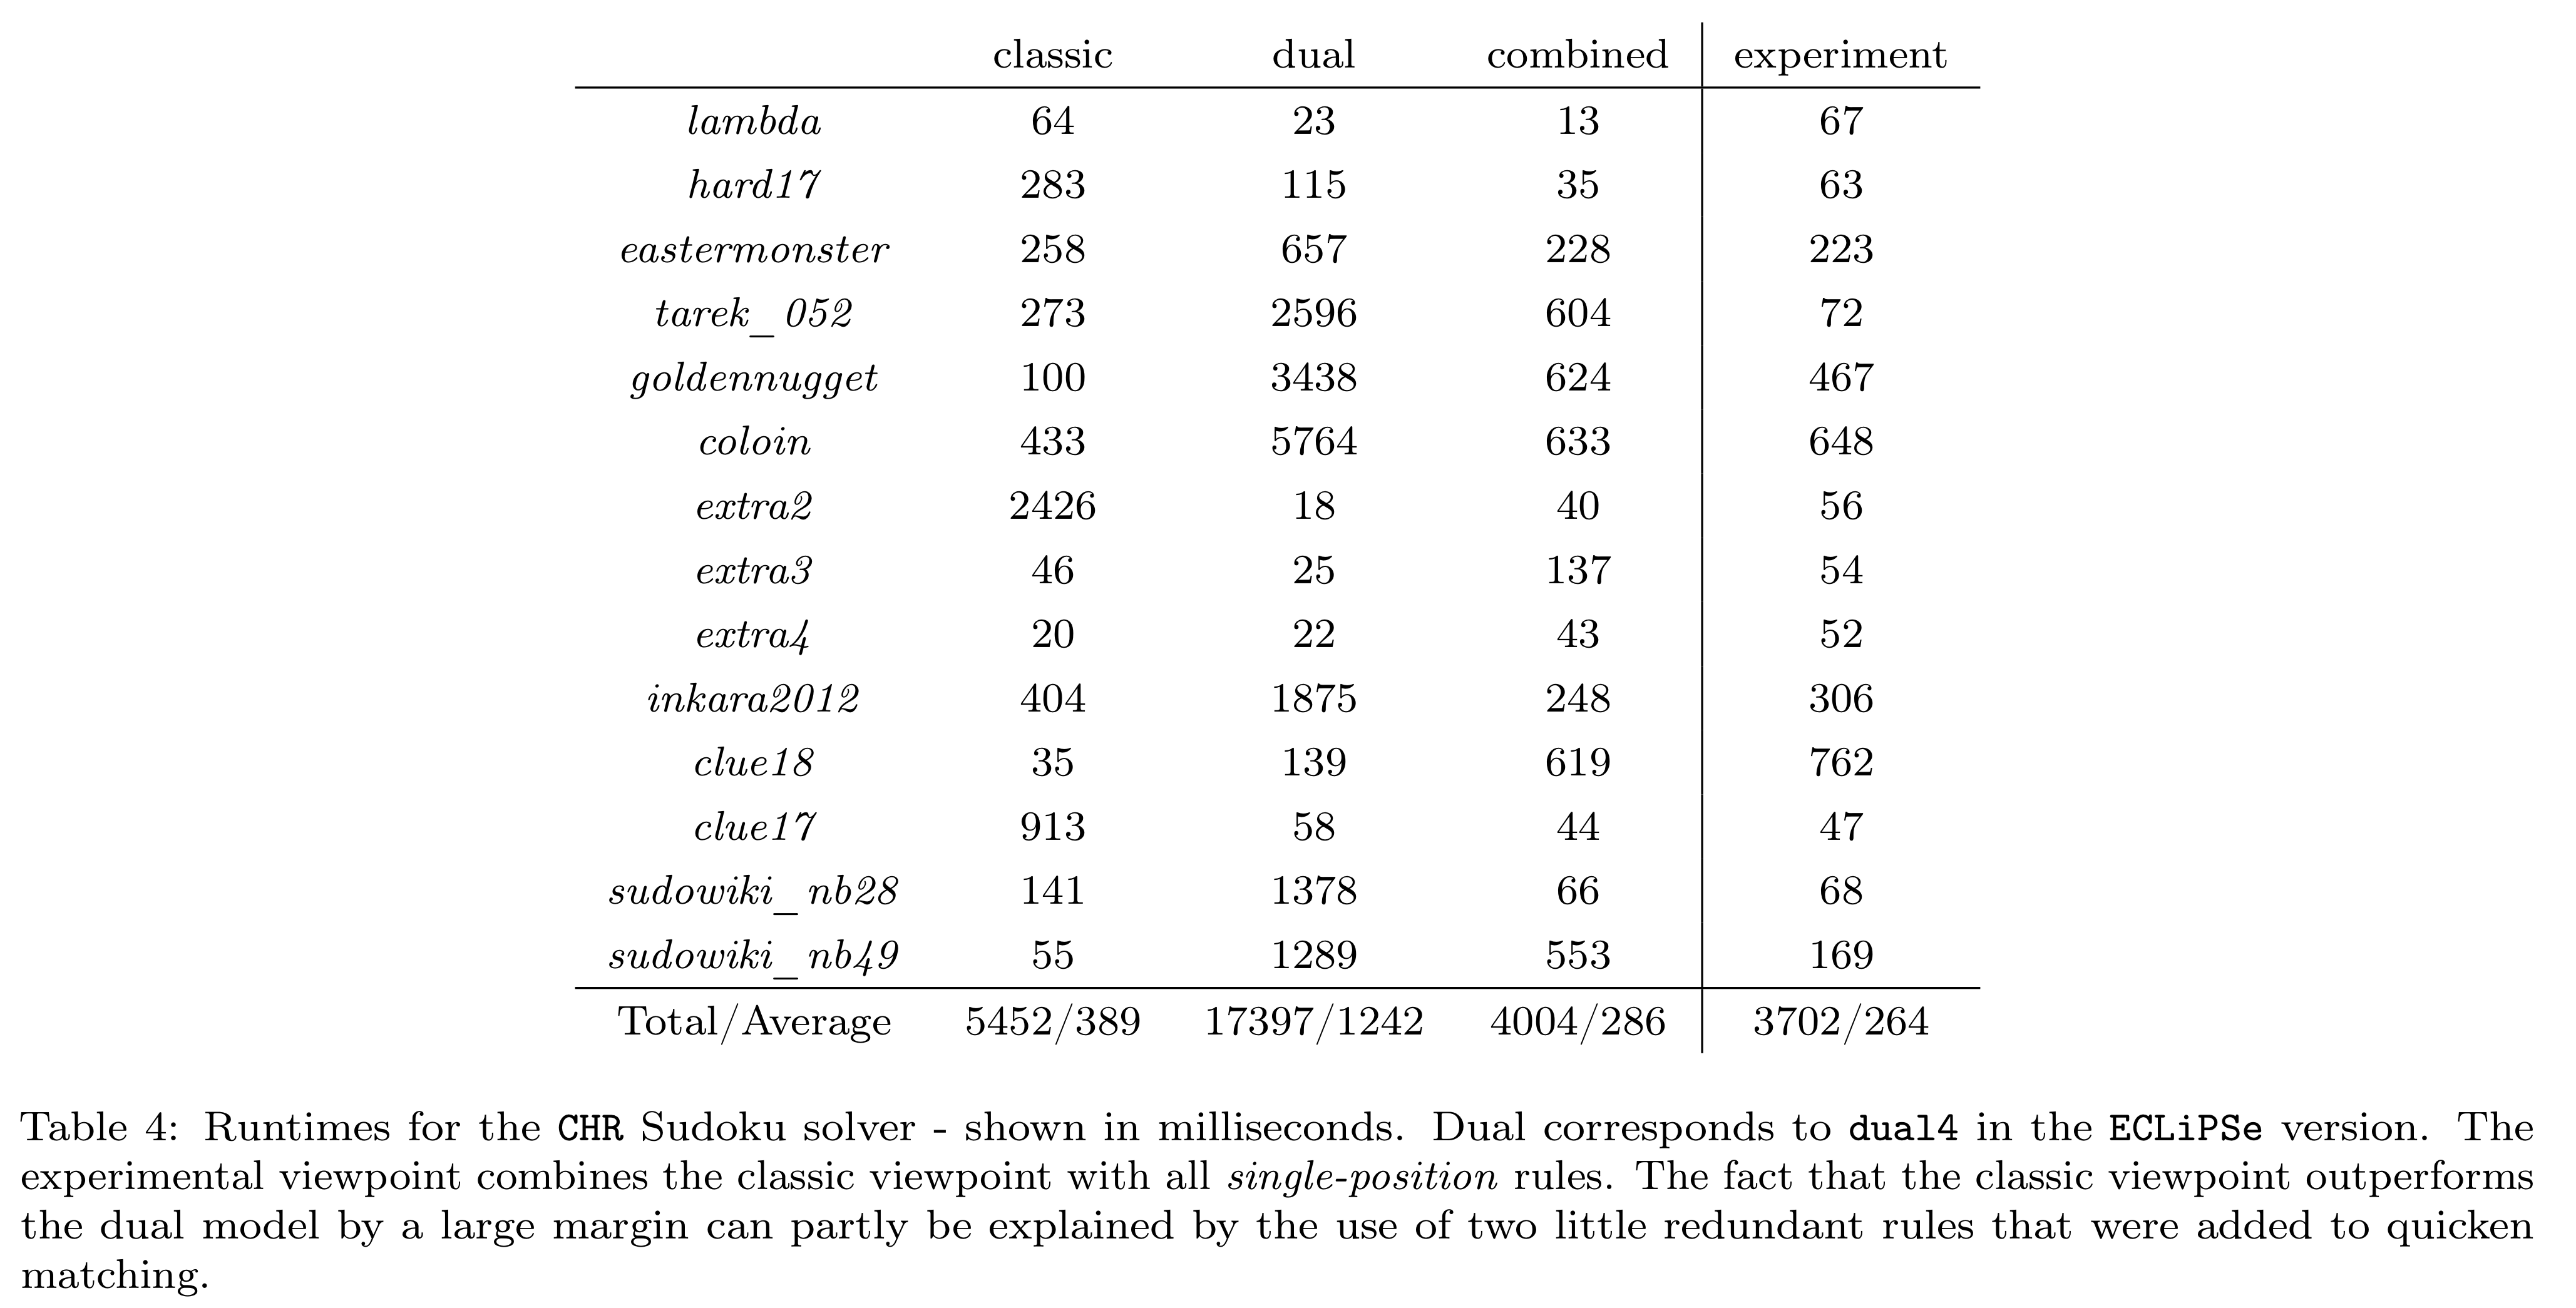 classic dual combined experiment
lambda 64 23 13 67
hard17 283 115 35 63
eastermonster 258 657 228 223
tarek_052 273 2596 604 72
goldennugget 100 3438 624 467
coloin 433 5764 633 648
extra2 2426 18 40 56
extra3 46 25 137 54
extra4 20 22 43 52
inkara2012 404 1875 248 306
clue18 35 139 619 762
clue17 913 58 44 47
sudowiki_nb28 141 1378 66 68
sudowiki_nb49 55 1289 553 169
Total/Average 5452/389 17397/1242 4004/286 3702/264
Table 4: Runtimes for the CHR Sudoku solver - shown in milliseconds. Dual corresponds to dual4 in the ECLiPSe version. The
experimental viewpoint combines the classic viewpoint with all single-position rules. The fact that the classic viewpoint outperforms
the dual model by a large margin can partly be explained by the use of two little redundant rules that were added to quicken
matching.